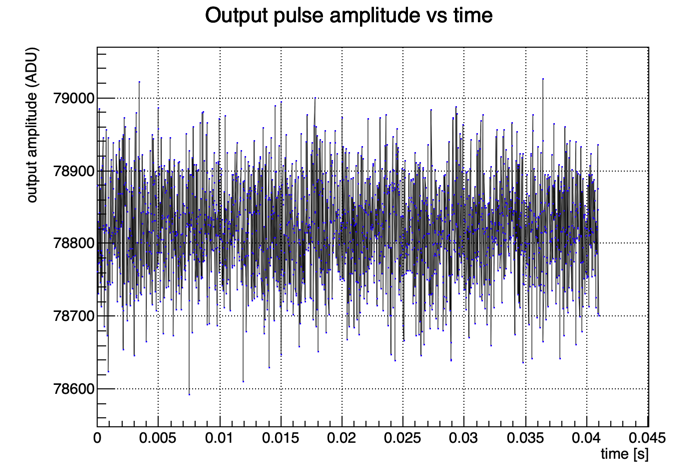 Output pulse amplitude vs time
output amplitude (ADU)
79000
78900
78800
78700
78600
0 0.005 0.01 0.015 0.02 0.025 0.03 0.035 0.04 0.045
time [s]